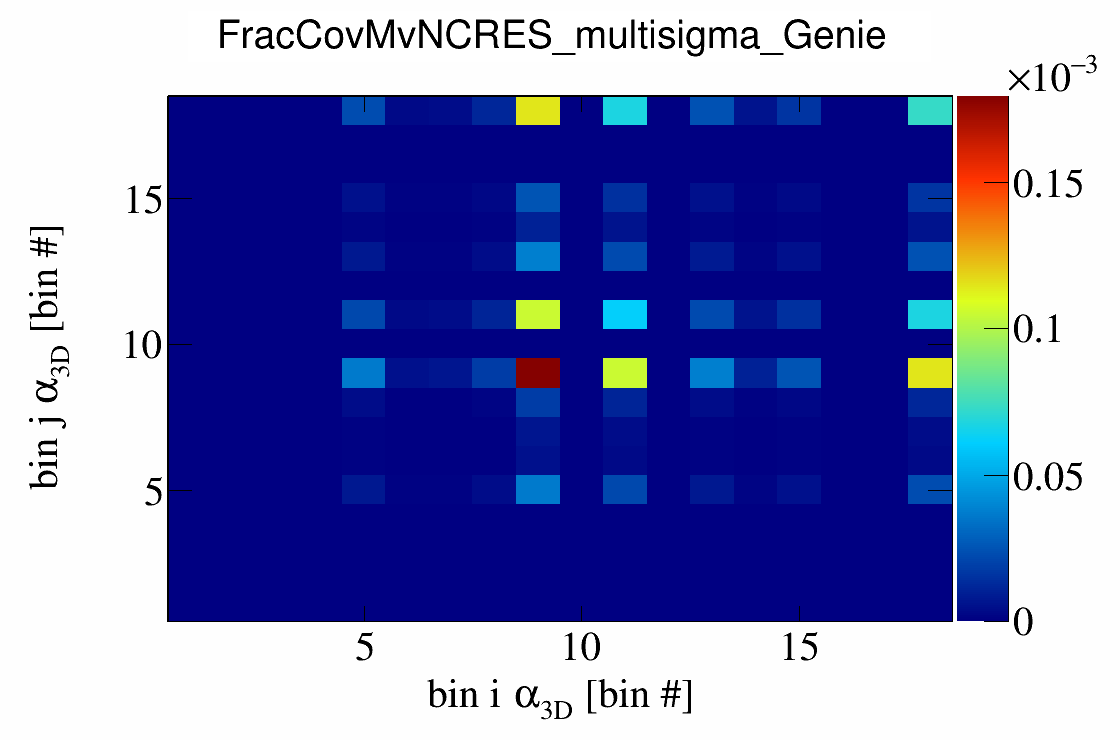 FracCovMvNCRES_multisigma_Genie
×10⁻³
0.15
0.1
0.05
0
15
10
5
bin j α3D [bin #]
5 10 15
bin i α3D [bin #]